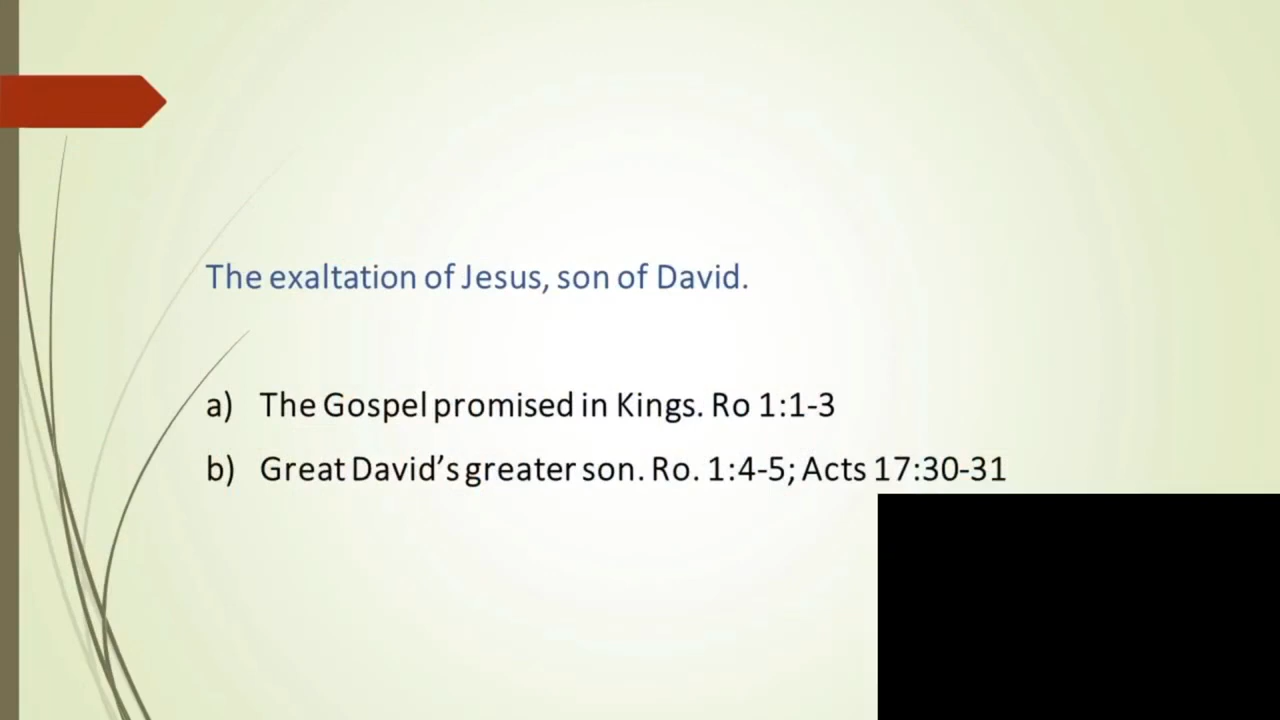 The exaltation of Jesus, son of David.
a) The Gospel promised in Kings. Ro 1:1-3
b) Great David’s greater son. Ro. 1:4-5; Acts 17:30-31